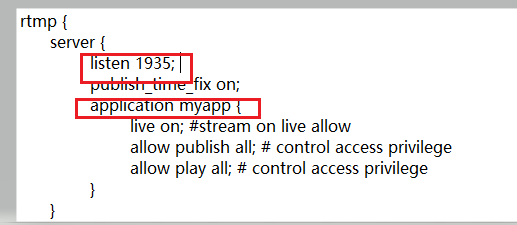 rtmp {
server {
listen 1935;
publish_time_fix on;
application myapp {
live on; #stream on live allow
allow publish all; # control access privilege
allow play all; # control access privilege
}
}